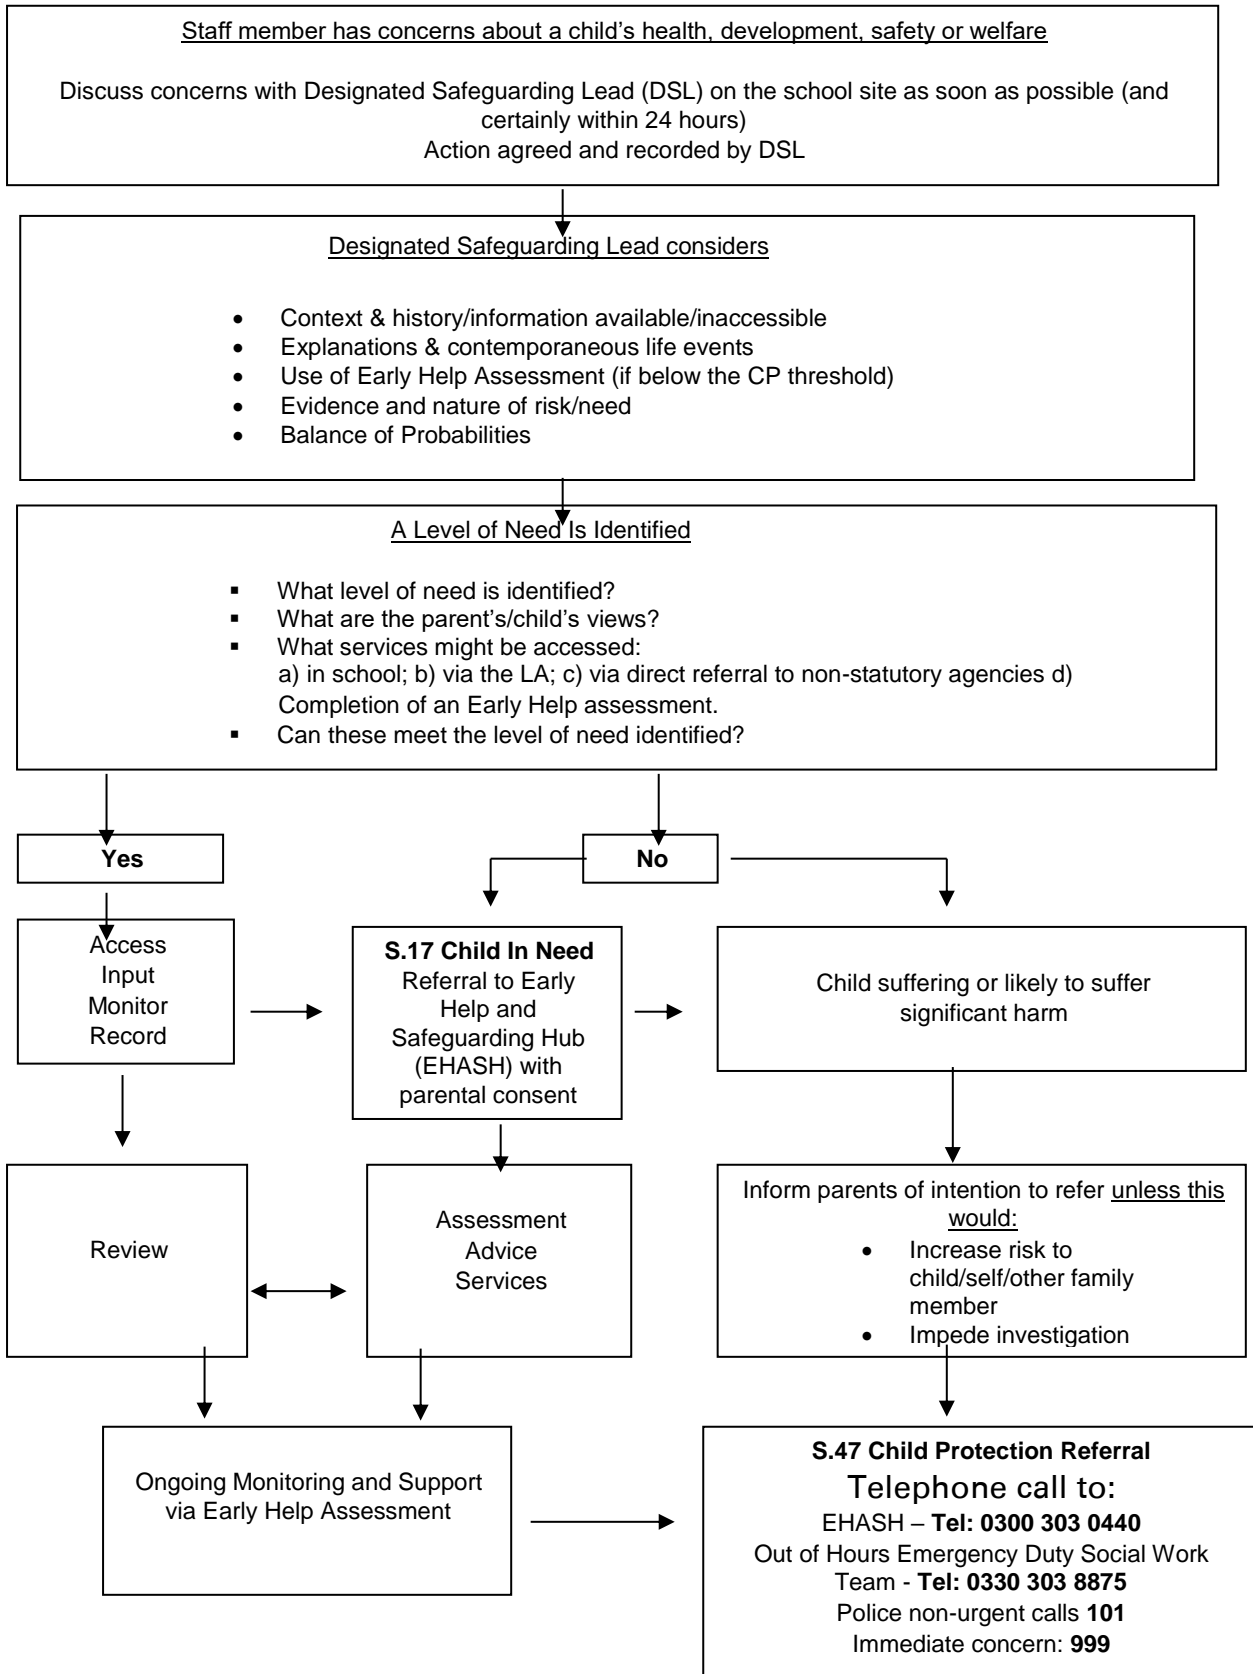 Staff member has concerns about a child's health, development, safety or welfare
Discuss concerns with Designated Safeguarding Lead (DSL) on the school site as soon as possible (and
certainly within 24 hours)
Action agreed and recorded by DSL
Designated Safeguarding Lead considers
• Context & history/information available/inaccessible
• Explanations & contemporaneous life events
• Use of Early Help Assessment (if below the CP threshold)
• Evidence and nature of risk/need
• Balance of Probabilities
A Level of Need Is Identified
▪ What level of need is identified?
▪ What are the parent's/child's views?
▪ What services might be accessed:
a) in school; b) via the LA; c) via direct referral to non-statutory agencies d)
Completion of an Early Help assessment.
▪ Can these meet the level of need identified?
Yes
No
Access
Input
Monitor
Record
S.17 Child In Need
Referral to Early
Help and
Safeguarding Hub
(EHASH) with
parental consent
Child suffering or likely to suffer
significant harm
Review
Assessment
Advice
Services
Inform parents of intention to refer unless this
would:
• Increase risk to
child/self/other family
member
• Impede investigation
Ongoing Monitoring and Support
via Early Help Assessment
S.47 Child Protection Referral
Telephone call to:
EHASH – Tel: 0300 303 0440
Out of Hours Emergency Duty Social Work
Team - Tel: 0330 303 8875
Police non-urgent calls 101
Immediate concern: 999